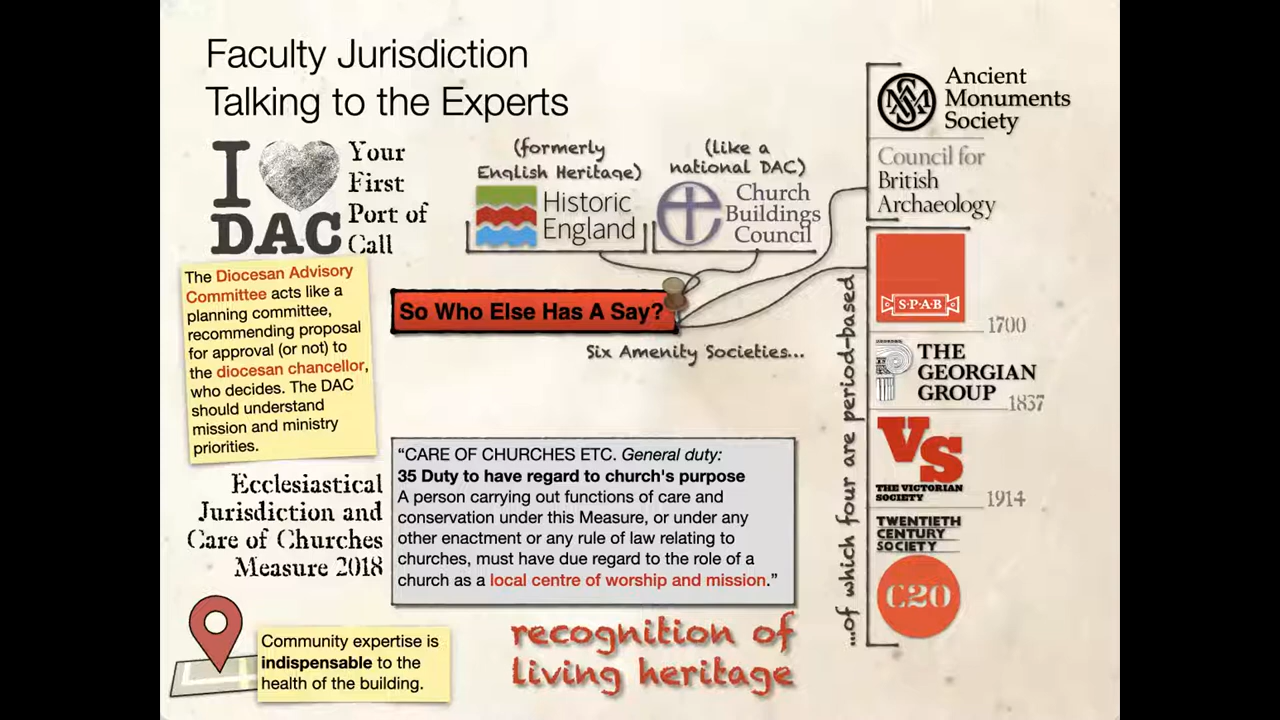 Faculty Jurisdiction
Talking to the Experts
I
DAC
Your
First
Port of
Call
The Diocesan Advisory
Committee acts like a
planning committee,
recommending proposal
for approval (or not) to
the diocesan chancellor,
who decides. The DAC
should understand
mission and ministry
priorities.
(formerly
English Heritage)
Historic
England
(like a
national DAC)
Church
Buildings
Council
So Who Else Has A Say?
Six Amenity Societies...
...of which four are period-based
Ancient
Monuments
Society
Council for
British
Archaeology
S·P·A·B
1700
THE
GEORGIAN
GROUP
1837
VS
THE VICTORIAN
SOCIETY
1914
TWENTIETH
CENTURY
SOCIETY
C20
Ecclesiastical
Jurisdiction and
Care of Churches
Measure 2018
“CARE OF CHURCHES ETC. General duty:
35 Duty to have regard to church's purpose
A person carrying out functions of care and
conservation under this Measure, or under any
other enactment or any rule of law relating to
churches, must have due regard to the role of a
church as a local centre of worship and mission.”
recognition of
living heritage
Community expertise is
indispensable to the
health of the building.